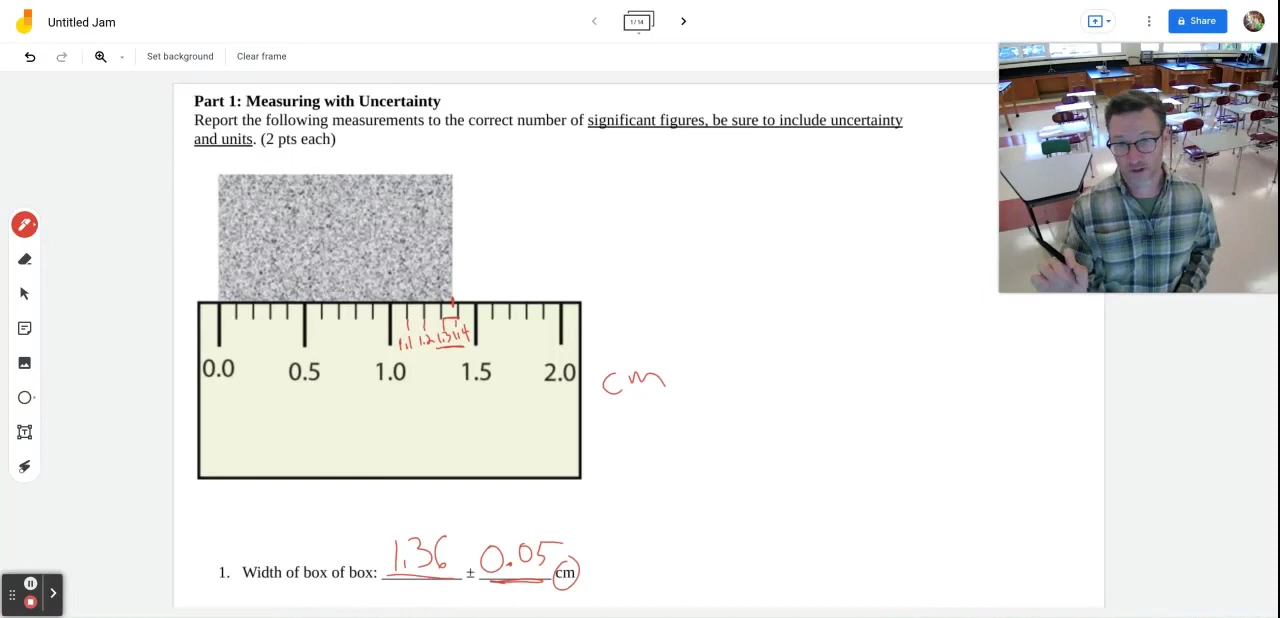 Untitled Jam
1/14
Share
Set background
Clear frame
Part 1: Measuring with Uncertainty
Report the following measurements to the correct number of significant figures, be sure to include uncertainty
and units. (2 pts each)
1.1 1.2 1.3 1.4
0.0 0.5 1.0 1.5 2.0
cm
1. Width of box of box: 1.36 ± 0.05 cm